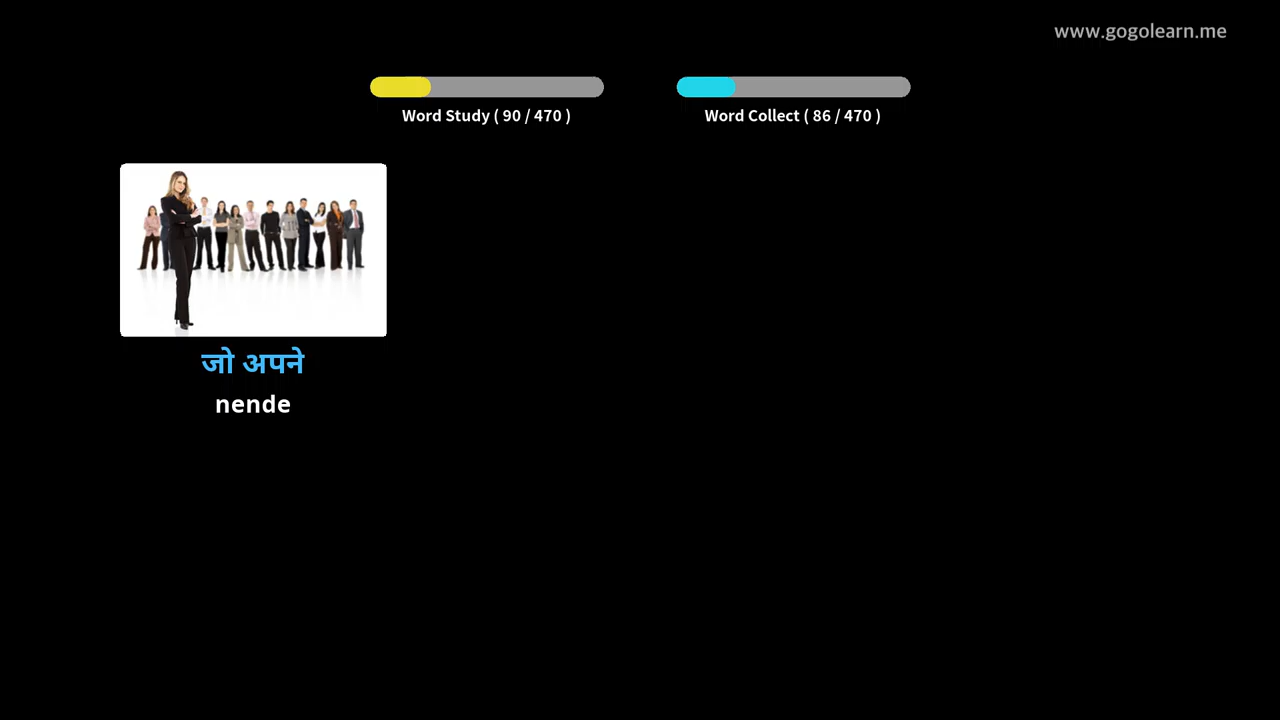 www.gogolearn.me
Word Study ( 90 / 470 )
Word Collect ( 86 / 470 )
जो अपने
nende